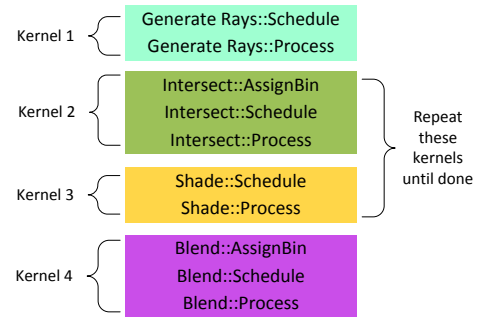 Kernel 1
Generate Rays::Schedule
Generate Rays::Process
Kernel 2
Intersect::AssignBin
Intersect::Schedule
Intersect::Process
Kernel 3
Shade::Schedule
Shade::Process
Repeat
these
kernels
until done
Kernel 4
Blend::AssignBin
Blend::Schedule
Blend::Process